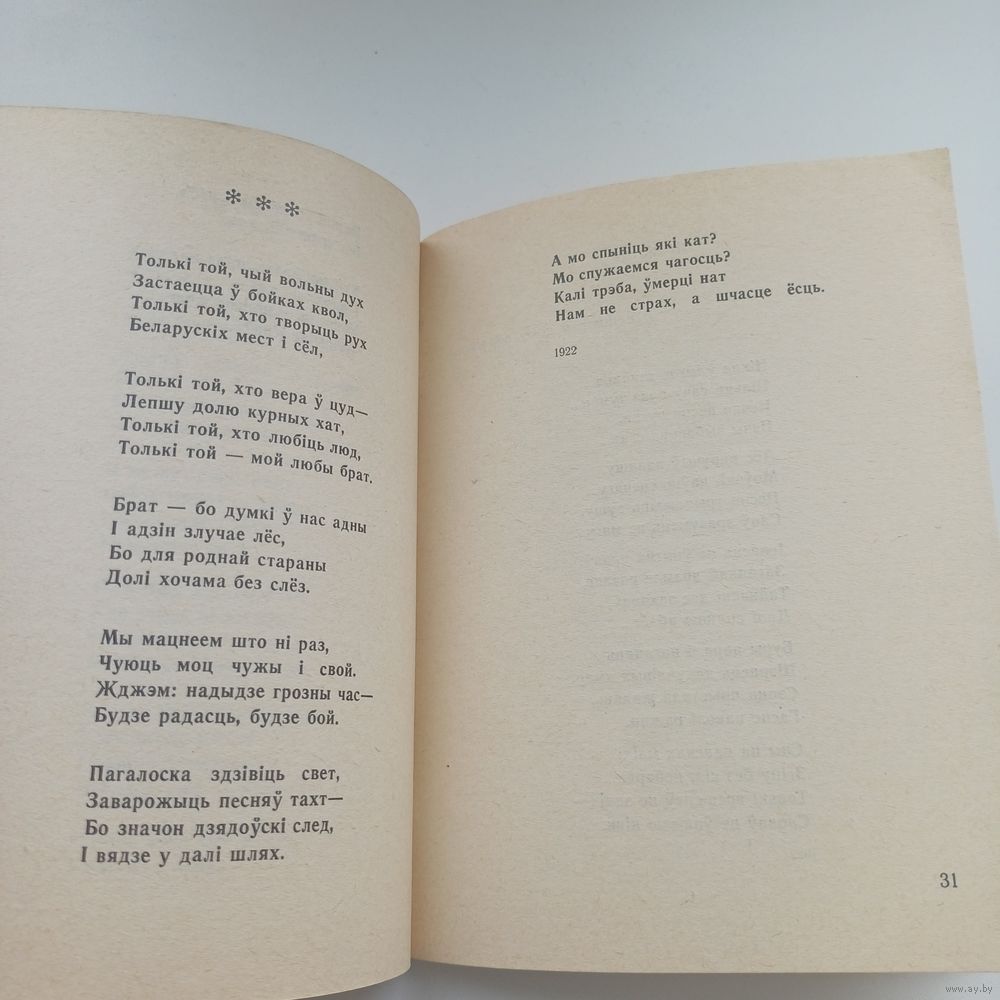 * * *
Толькі той, чый вольны дух
Застаецца ў бойках квол,
Толькі той, хто творыць рух
Беларускіх мест і сёл,
Толькі той, хто вера ў цуд—
Лепшу долю курных хат,
Толькі той, хто любіць люд,
Толькі той — мой любы брат.
Брат — бо думкі ў нас адны
І адзін злучае лёс,
Бо для роднай стараны
Долі хочама без слёз.
Мы мацнеем што ні раз,
Чуюць моц чужы і свой.
Жджэм: надыдзе грозны час—
Будзе радасць, будзе бой.
Пагалоска здзівіць свет,
Заварожыць песняў тахт—
Бо значон дзядоўскі след,
І вядзе у далі шлях.
А мо спыніць які кат?
Мо спужаемся чагосць?
Калі трэба, ўмерці нат
Нам не страх, а шчасце ёсць.
1922
31
www.ay.by